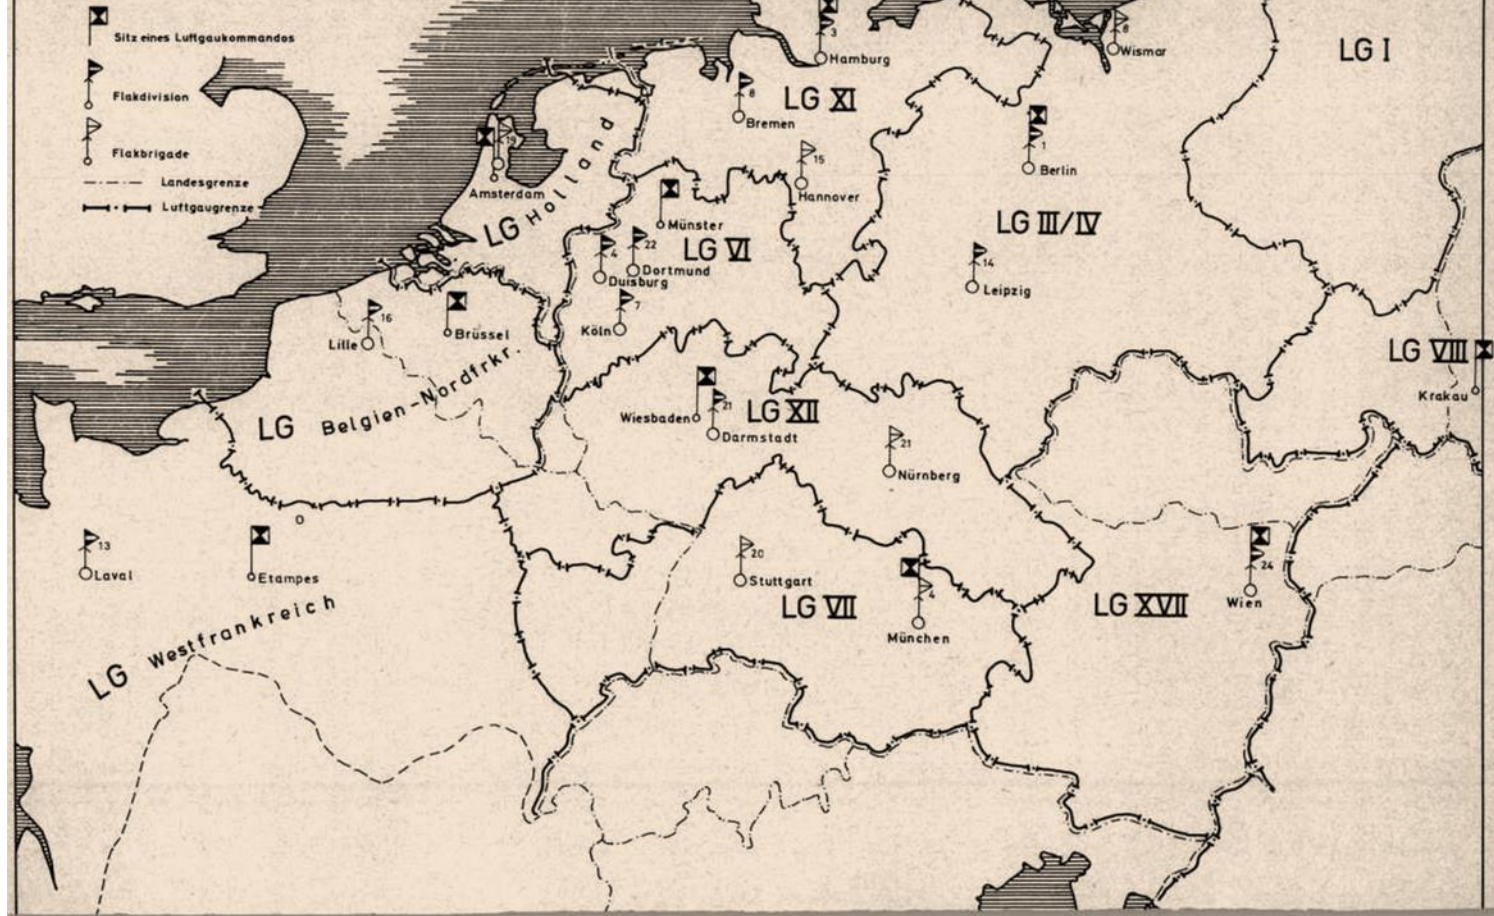 Sitz eines Luftgaukommandos
Flakdivision
Flakbrigade
Landesgrenze
Luftgaugrenze
3
Hamburg
8
Wismar
LG I
8
Bremen
LG XI
1
Berlin
15
Hannover
19
Amsterdam
LG Holland
Münster
LG VI
LG III/IV
22
Dortmund
4
Duisburg
14
Leipzig
7
Köln
16
Lille
Brüssel
LG VIII
Krakau
LG Belgien-Nordfrkr.
Wiesbaden
21
Darmstadt
LG XII
21
Nürnberg
13
Laval
Etampes
LG Westfrankreich
20
Stuttgart
LG VII
4
München
LG XVII
24
Wien